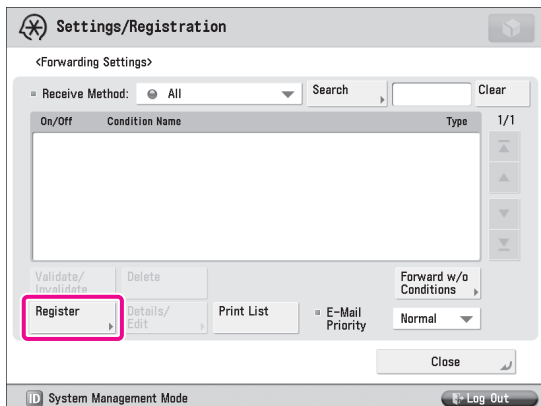 Settings/Registration
<Forwarding Settings>
Receive Method: All Search Clear
On/Off Condition Name Type 1/1
Validate/
Invalidate
Delete
Forward w/o
Conditions
Register
Details/
Edit
Print List
E-Mail
Priority
Normal
Close
ID System Management Mode Log Out